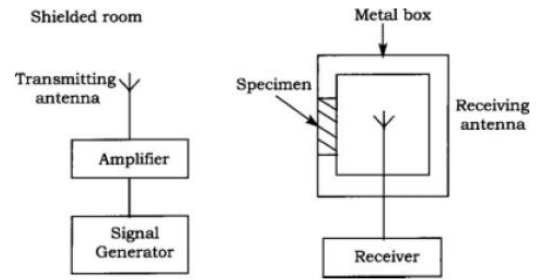 Shielded room
Metal box
Transmitting
antenna
Specimen
Receiving
antenna
Amplifier
Signal
Generator
Receiver